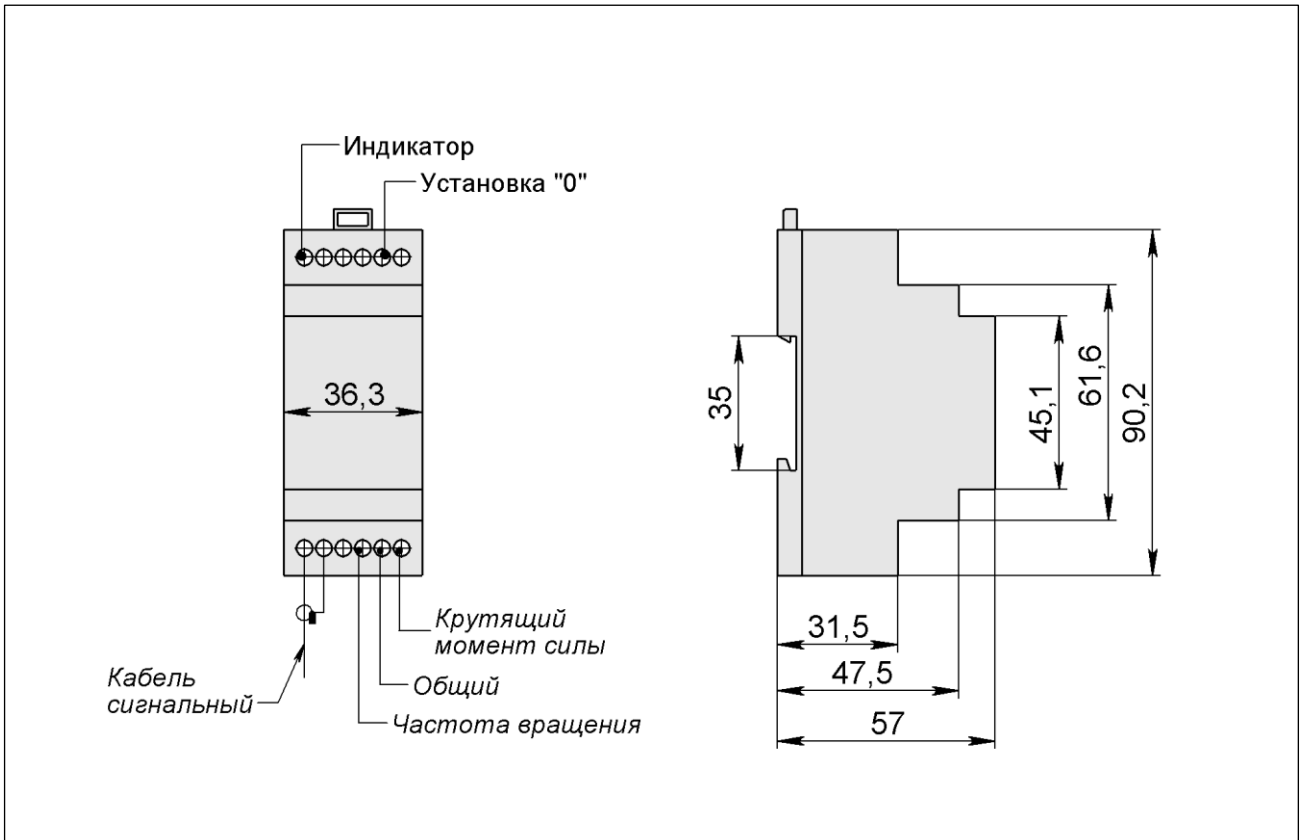 Индикатор
Установка "0"
36,3
35
45,1
61,6
90,2
31,5
47,5
57
Крутящий
момент силы
Общий
Частота вращения
Кабель
сигнальный